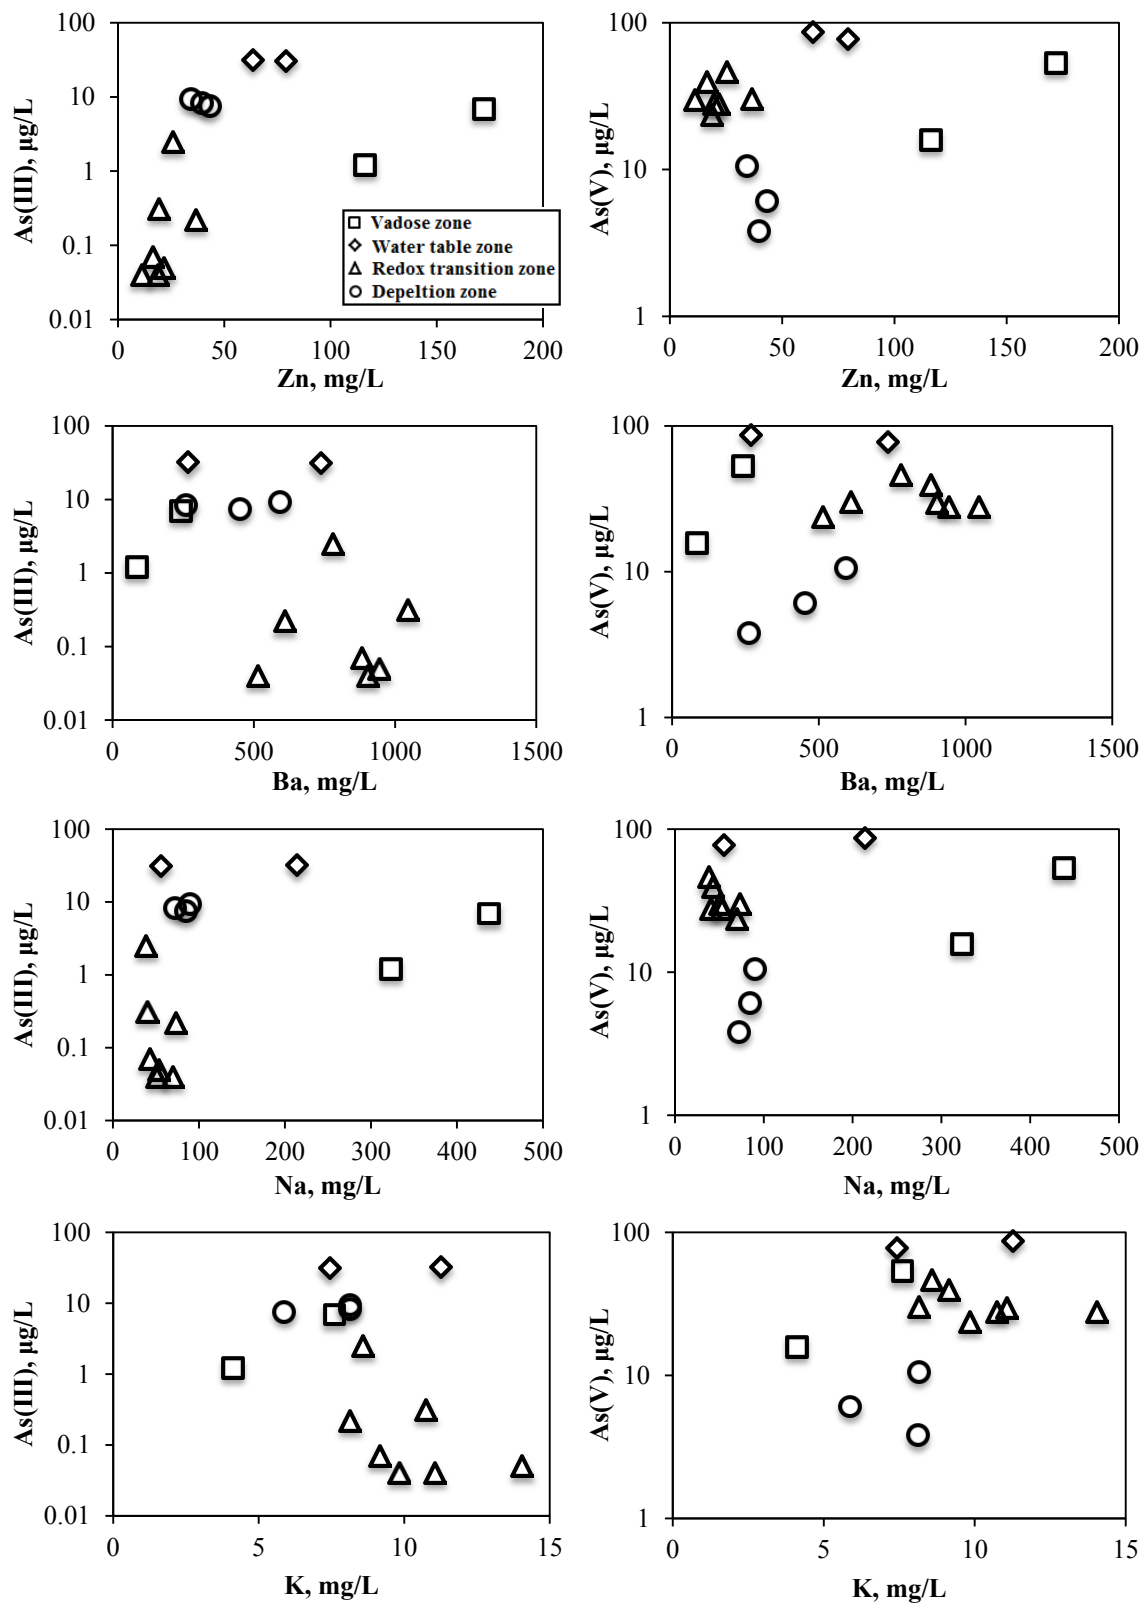 100
10
1
0.1
0.01
As(III), µg/L
0 50 100 150 200
Zn, mg/L
Vadose zone
Water table zone
Redox transition zone
Depeltion zone
100
10
1
As(V), µg/L
0 50 100 150 200
Zn, mg/L
100
10
1
0.1
0.01
As(III), µg/L
0 500 1000 1500
Ba, mg/L
100
10
1
As(V), µg/L
0 500 1000 1500
Ba, mg/L
100
10
1
0.1
0.01
As(III), µg/L
0 100 200 300 400 500
Na, mg/L
100
10
1
As(V), µg/L
0 100 200 300 400 500
Na, mg/L
100
10
1
0.1
0.01
As(III), µg/L
0 5 10 15
K, mg/L
100
10
1
As(V), µg/L
0 5 10 15
K, mg/L